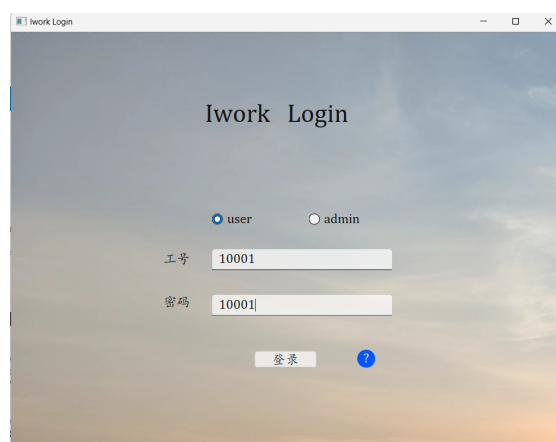 Iwork Login
Iwork Login
user admin
工号 10001
密码 10001
登录 ?